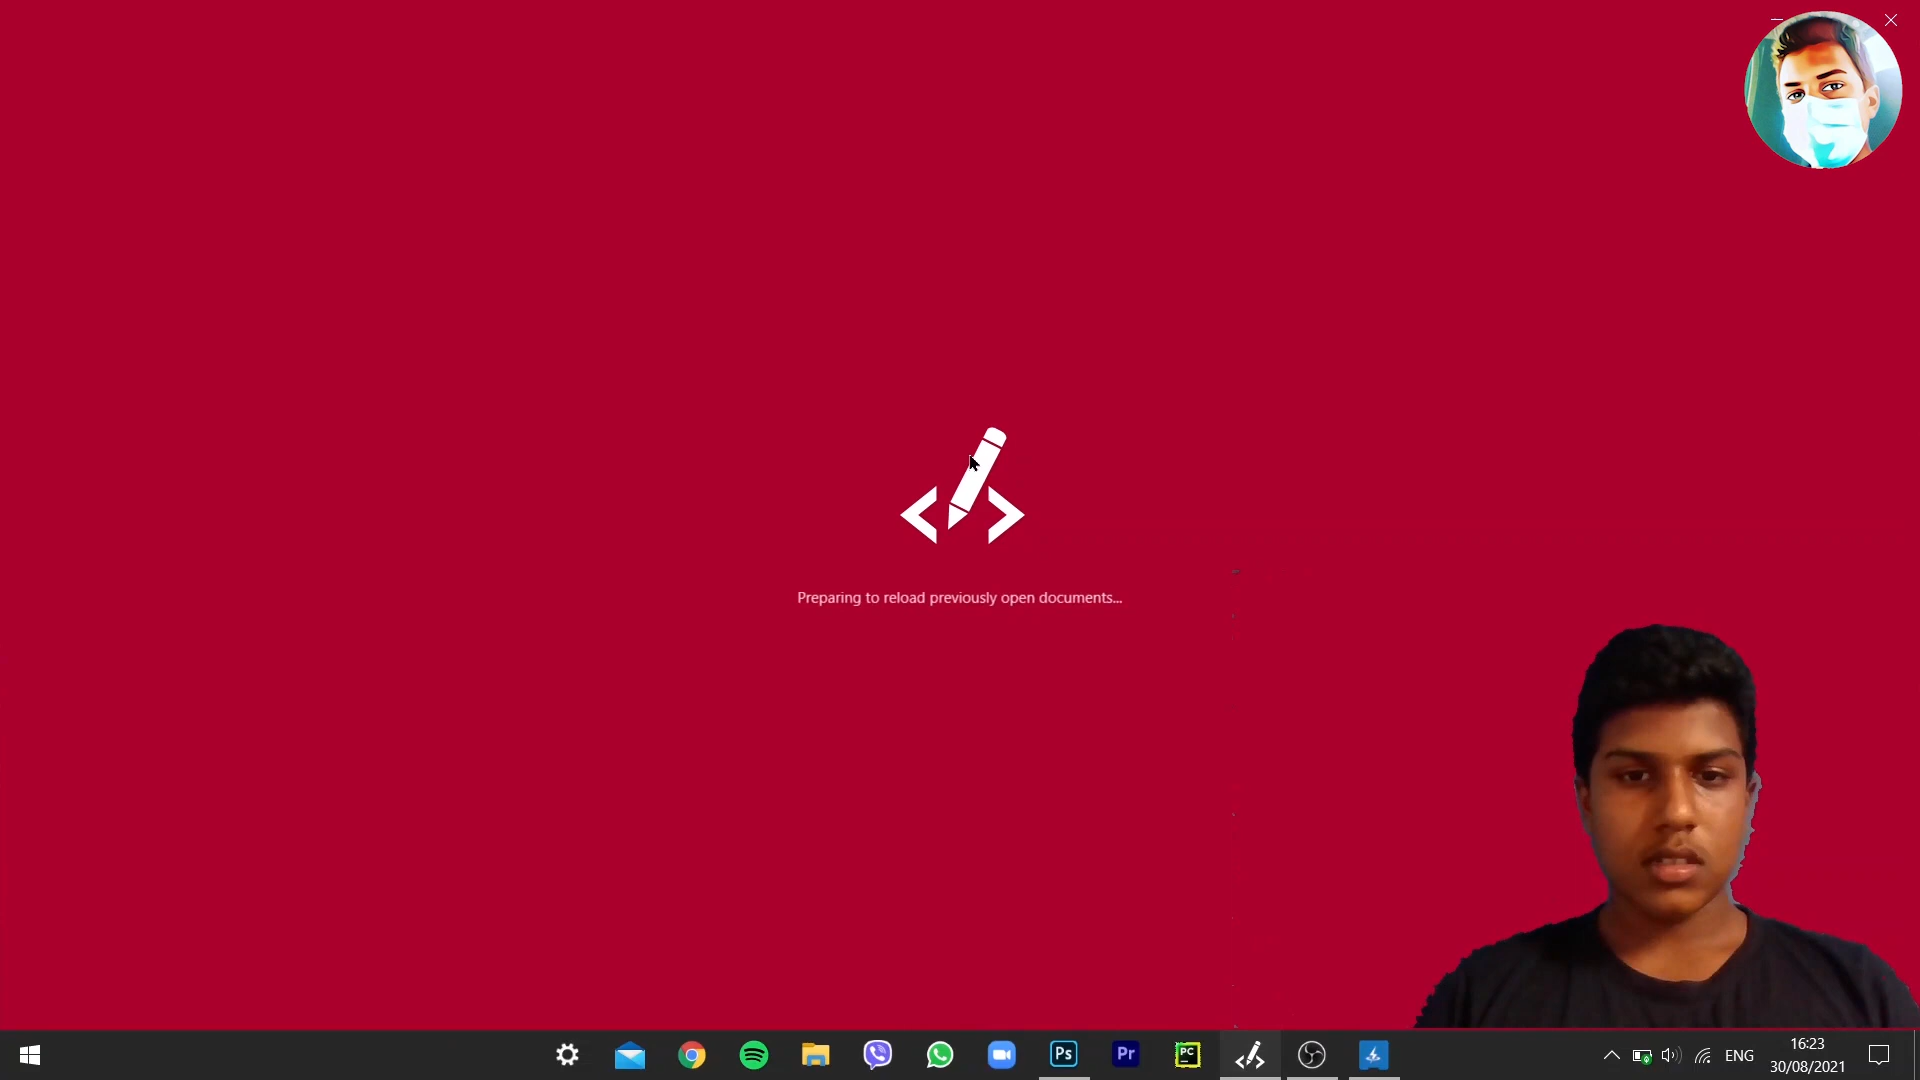 Preparing to reload previously open documents...
Ps
Pr
PC
ENG
16:23
30/08/2021